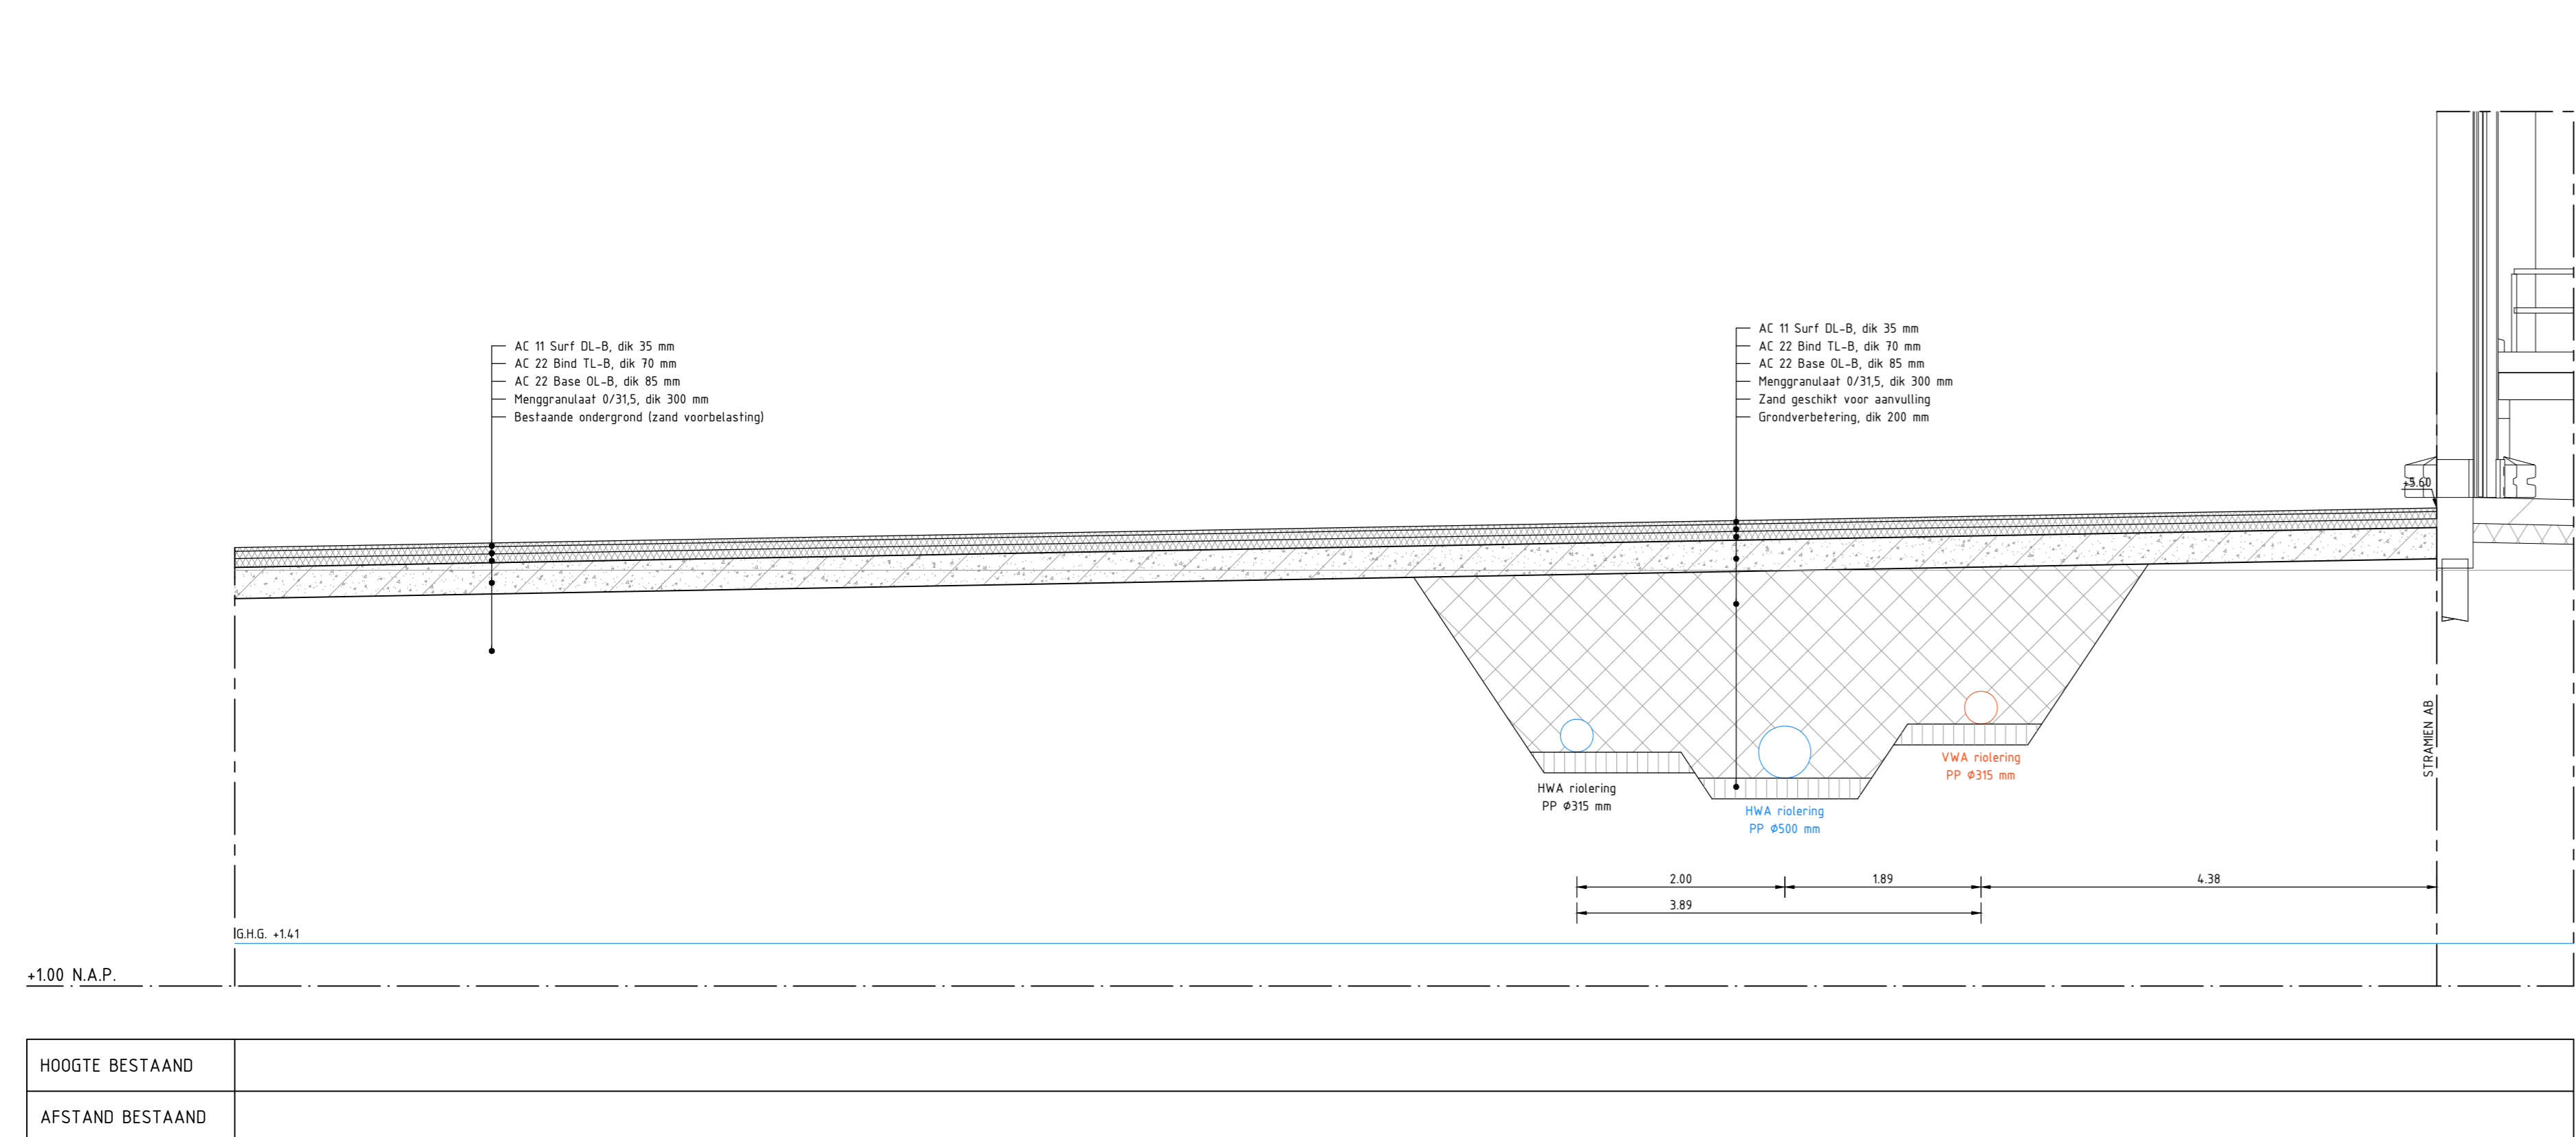 AC 11 Surf DL-B, dik 35 mm
AC 22 Bind TL-B, dik 70 mm
AC 22 Base OL-B, dik 85 mm
Menggranulaat 0/31,5, dik 300 mm
Bestaande ondergrond (zand voorbelasting)
AC 11 Surf DL-B, dik 35 mm
AC 22 Bind TL-B, dik 70 mm
AC 22 Base OL-B, dik 85 mm
Menggranulaat 0/31,5, dik 300 mm
Zand geschikt voor aanvulling
Grondverbetering, dik 200 mm
+5.60
STRAMIEN AB
HWA riolering
PP Ø315 mm
HWA riolering
PP Ø500 mm
VWA riolering
PP Ø315 mm
2.00
1.89
4.38
3.89
G.H.G. +1.41
+1.00 N.A.P.
HOOGTE BESTAAND
AFSTAND BESTAAND